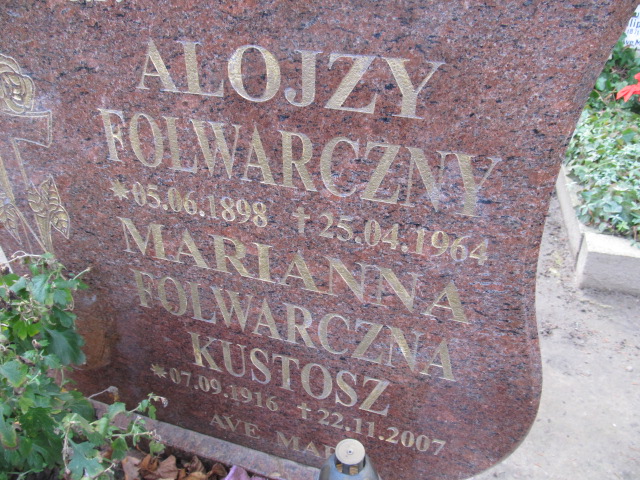 ALOJZY
FOLWARCZNY
*05.06.1898 †25.04.1964
MARIANNA
FOLWARCZNA
KUSTOSZ
*07.09.1916 †22.11.2007
AVE